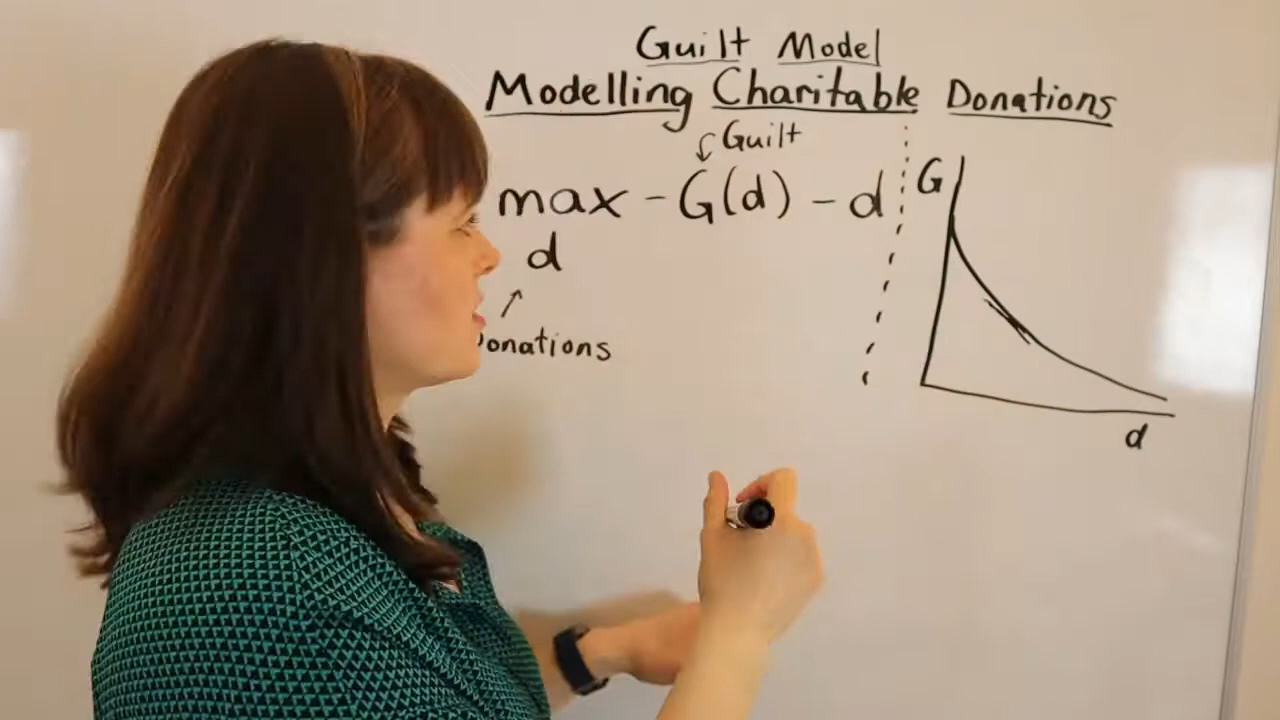 Guilt Model
Modelling Charitable Donations
Guilt
max - G(d) - d
d
Donations
G
d